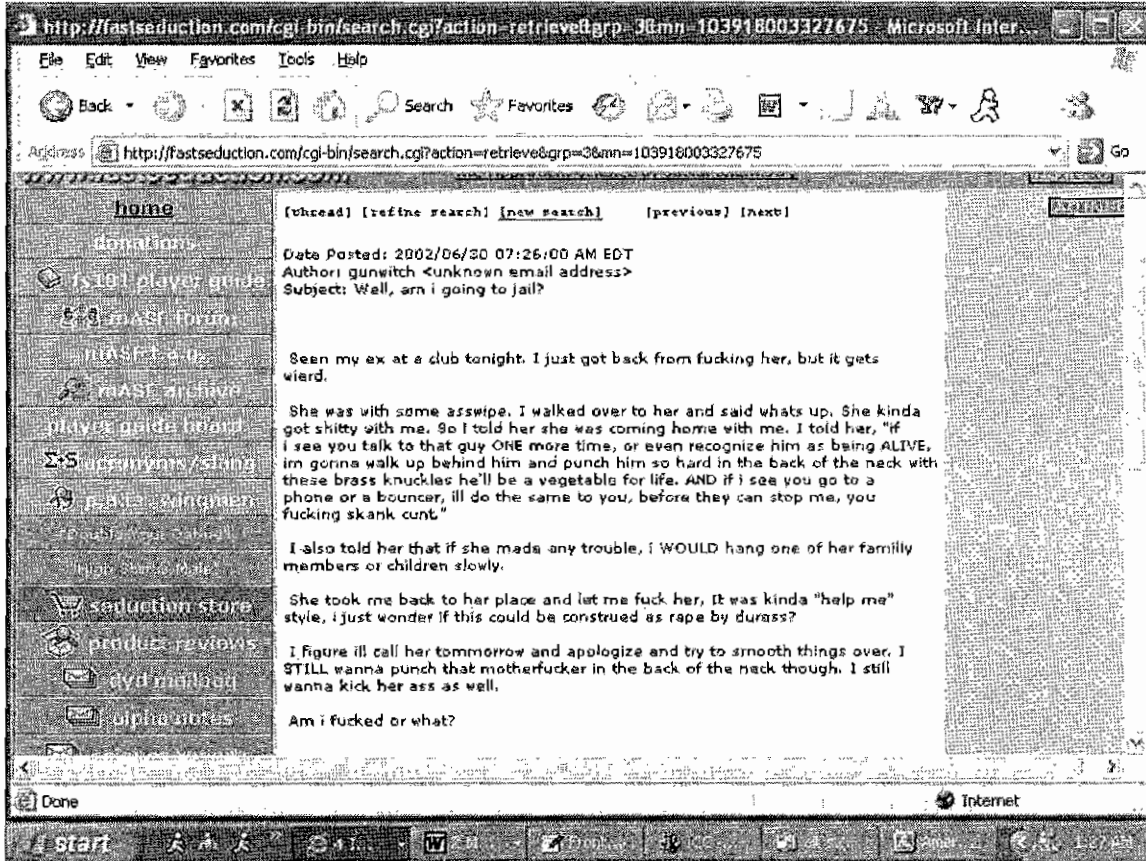 http://fastseduction.com/cgi-bin/search.cgi?action=retrieve&grp=3&mn=103918003327675 - Microsoft Inter...
File Edit View Favorites Tools Help
Back Search Favorites
Address http://fastseduction.com/cgi-bin/search.cgi?action=retrieve&grp=3&mn=103918003327675 Go
home
donations
fs101 player guide
mASF forum
mASF f.a.q.
mASF archive
player guide board
acronyms/slang
p.a.i.r. wingmen
seduction store
product reviews
dyd mailbag
alpha notes
[thread] [refine search] [new search] [previous] [next]
Date Posted: 2002/06/30 07:26:00 AM EDT
Author: gunwitch <unknown email address>
Subject: Well, am i going to jail?
Seen my ex at a club tonight. I just got back from fucking her, but it gets
wierd.
She was with some asswipe. I walked over to her and said whats up. She kinda
got shitty with me. So I told her she was coming home with me. I told her, "if
i see you talk to that guy ONE more time, or even recognize him as being ALIVE,
im gonna walk up behind him and punch him so hard in the back of the neck with
these brass knuckles he'll be a vegetable for life. AND if i see you go to a
phone or a bouncer, ill do the same to you, before they can stop me, you
fucking skank cunt."
I also told her that if she made any trouble, i WOULD hang one of her familly
members or children slowly.
She took me back to her place and let me fuck her, It was kinda "help me"
style, i just wonder if this could be construed as rape by durass?
I figure ill call her tommorrow and apologize and try to smooth things over. I
STILL wanna punch that motherfucker in the back of the neck though. I still
wanna kick her ass as well.
Am i fucked or what?
Done Internet
start 1:27 AM